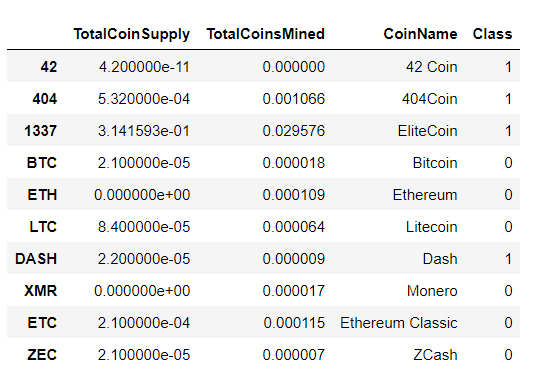 TotalCoinSupply TotalCoinsMined CoinName Class
42 4.200000e-11 0.000000 42 Coin 1
404 5.320000e-04 0.001066 404Coin 1
1337 3.141593e-01 0.029576 EliteCoin 1
BTC 2.100000e-05 0.000018 Bitcoin 0
ETH 0.000000e+00 0.000109 Ethereum 0
LTC 8.400000e-05 0.000064 Litecoin 0
DASH 2.200000e-05 0.000009 Dash 1
XMR 0.000000e+00 0.000017 Monero 0
ETC 2.100000e-04 0.000115 Ethereum Classic 0
ZEC 2.100000e-05 0.000007 ZCash 0